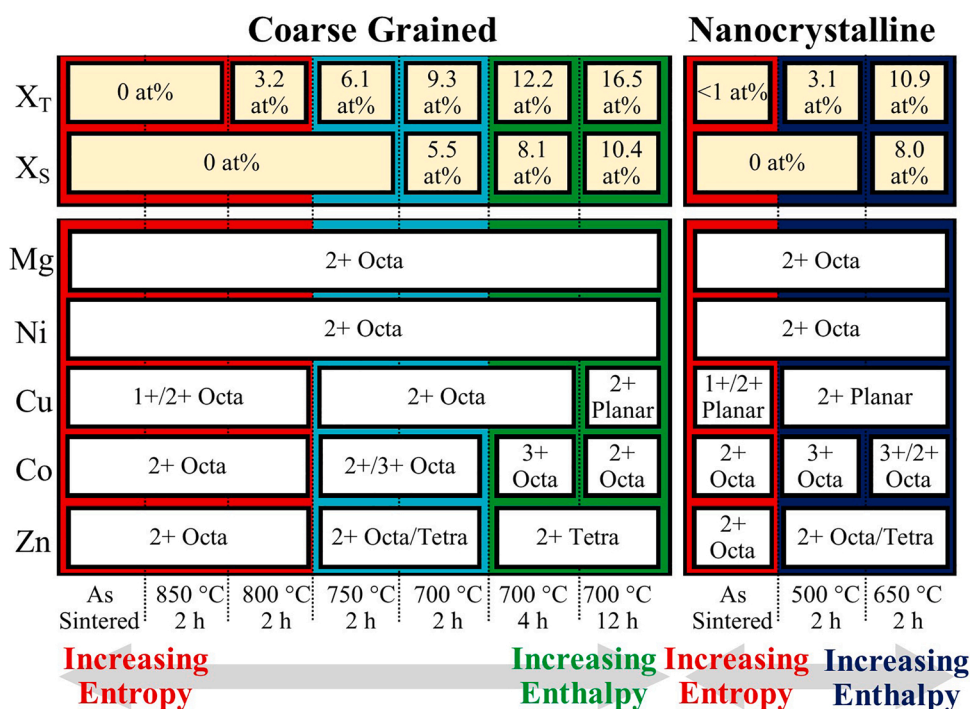 Coarse Grained Nanocrystalline
X_T 0 at% 3.2 at% 6.1 at% 9.3 at% 12.2 at% 16.5 at% <1 at% 3.1 at% 10.9 at%
X_S 0 at% 5.5 at% 8.1 at% 10.4 at% 0 at% 8.0 at%
Mg 2+ Octa 2+ Octa
Ni 2+ Octa 2+ Octa
Cu 1+/2+ Octa 2+ Octa 2+ Planar 1+/2+ Planar 2+ Planar
Co 2+ Octa 2+/3+ Octa 3+ Octa 2+ Octa 2+ Octa 3+ Octa 3+/2+ Octa
Zn 2+ Octa 2+ Octa/Tetra 2+ Tetra 2+ Octa 2+ Octa/Tetra
As 850 °C 800 °C 750 °C 700 °C 700 °C 700 °C As 500 °C 650 °C
Sintered 2 h 2 h 2 h 2 h 4 h 12 h Sintered 2 h 2 h
Increasing Increasing Increasing Increasing
Entropy Enthalpy Entropy Enthalpy